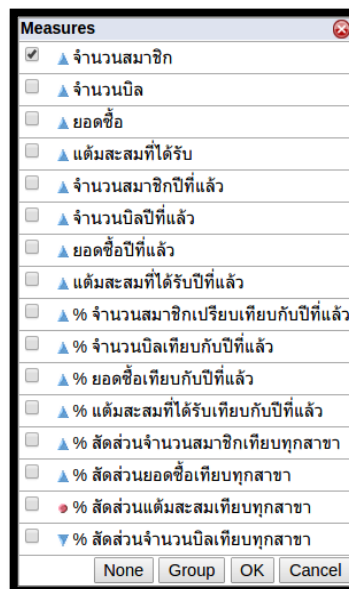 Measures
จำนวนสมาชิก
จำนวนบิล
ยอดซื้อ
แต้มสะสมที่ได้รับ
จำนวนสมาชิกปีที่แล้ว
จำนวนบิลปีที่แล้ว
ยอดซื้อปีที่แล้ว
แต้มสะสมที่ได้รับปีที่แล้ว
% จำนวนสมาชิกเปรียบเทียบกับปีที่แล้ว
% จำนวนบิลเทียบกับปีที่แล้ว
% ยอดซื้อเทียบกับปีที่แล้ว
% แต้มสะสมที่ได้รับเทียบกับปีที่แล้ว
% สัดส่วนจำนวนสมาชิกเทียบทุกสาขา
% สัดส่วนยอดซื้อเทียบทุกสาขา
% สัดส่วนแต้มสะสมเทียบทุกสาขา
% สัดส่วนจำนวนบิลเทียบทุกสาขา
None Group OK Cancel